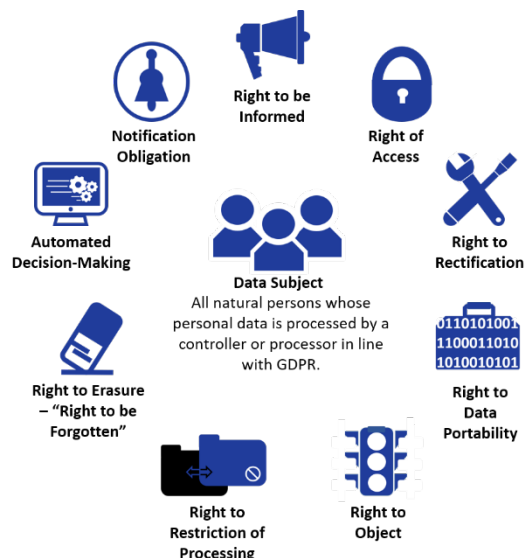 Right to be
Informed
Right of
Access
Right to
Rectification
0110101001
1100011010
1010010101
Right to
Data
Portability
Right to
Object
Right to
Restriction of
Processing
Right to Erasure
– “Right to be
Forgotten”
Automated
Decision-Making
Notification
Obligation
Data Subject
All natural persons whose
personal data is processed by a
controller or processor in line
with GDPR.